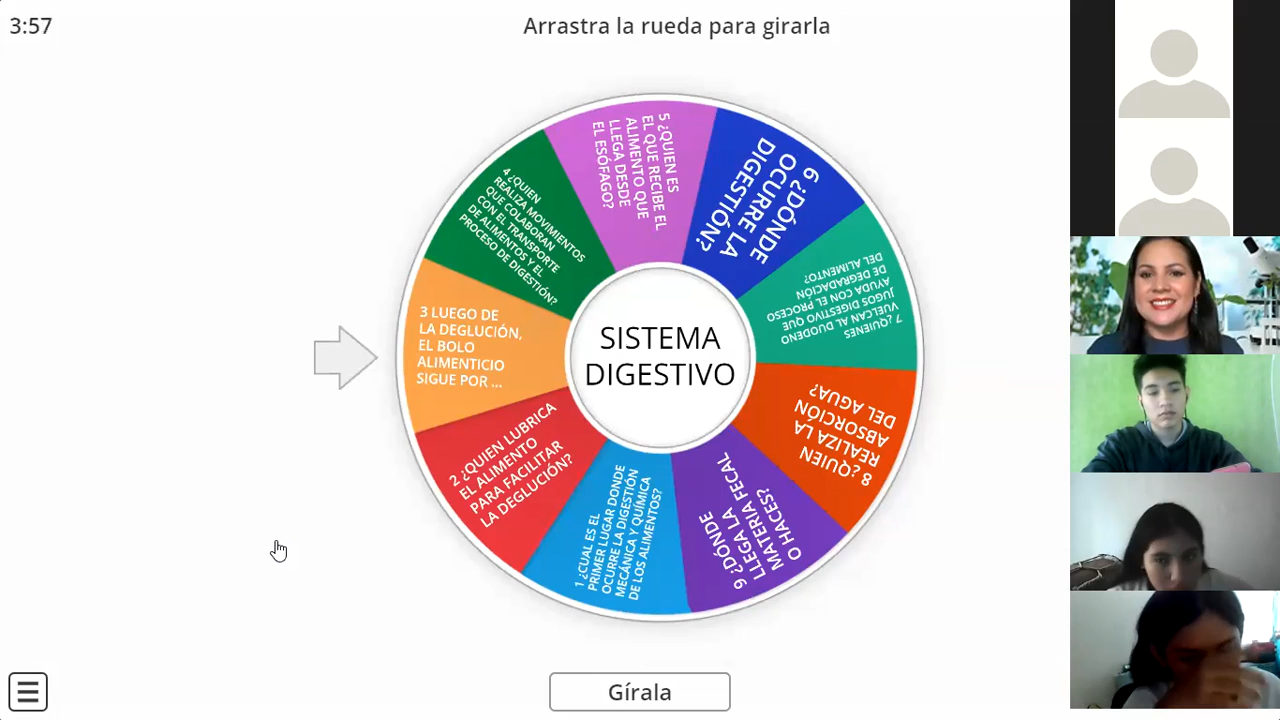 3:57
Arrastra la rueda para girarla
5 ¿QUIEN ES
EL QUE RECIBE EL
ALIMENTO QUE
LLEGA DESDE
EL ESÓFAGO?
6 ¿DÓNDE
OCURRE LA
DIGESTIÓN?
4 ¿QUIEN
REALIZA MOVIMIENTOS
QUE COLABORAN
CON EL TRANSPORTE
DE ALIMENTOS Y EL
PROCESO DE DIGESTIÓN?
7 ¿QUIENES
VUELCAN AL DUODENO
JUGOS DIGESTIVO QUE
AYUDA CON EL PROCESO
DE DEGRADACIÓN
DEL ALIMENTO?
3 LUEGO DE
LA DEGLUCIÓN,
EL BOLO
ALIMENTICIO
SIGUE POR ...
SISTEMA
DIGESTIVO
8 ¿QUIEN
REALIZA LA
ABSORCIÓN
DEL AGUA?
2 ¿QUIEN LUBRICA
EL ALIMENTO
PARA FACILITAR
LA DEGLUCIÓN?
1 ¿CUAL ES EL
PRIMER LUGAR DONDE
OCURRE LA DIGESTIÓN
MECÁNICA Y QUÍMICA
DE LOS ALIMENTOS?
9 ¿DÓNDE
LLEGA LA
MATERIA FECAL
O HACES?
Gírala